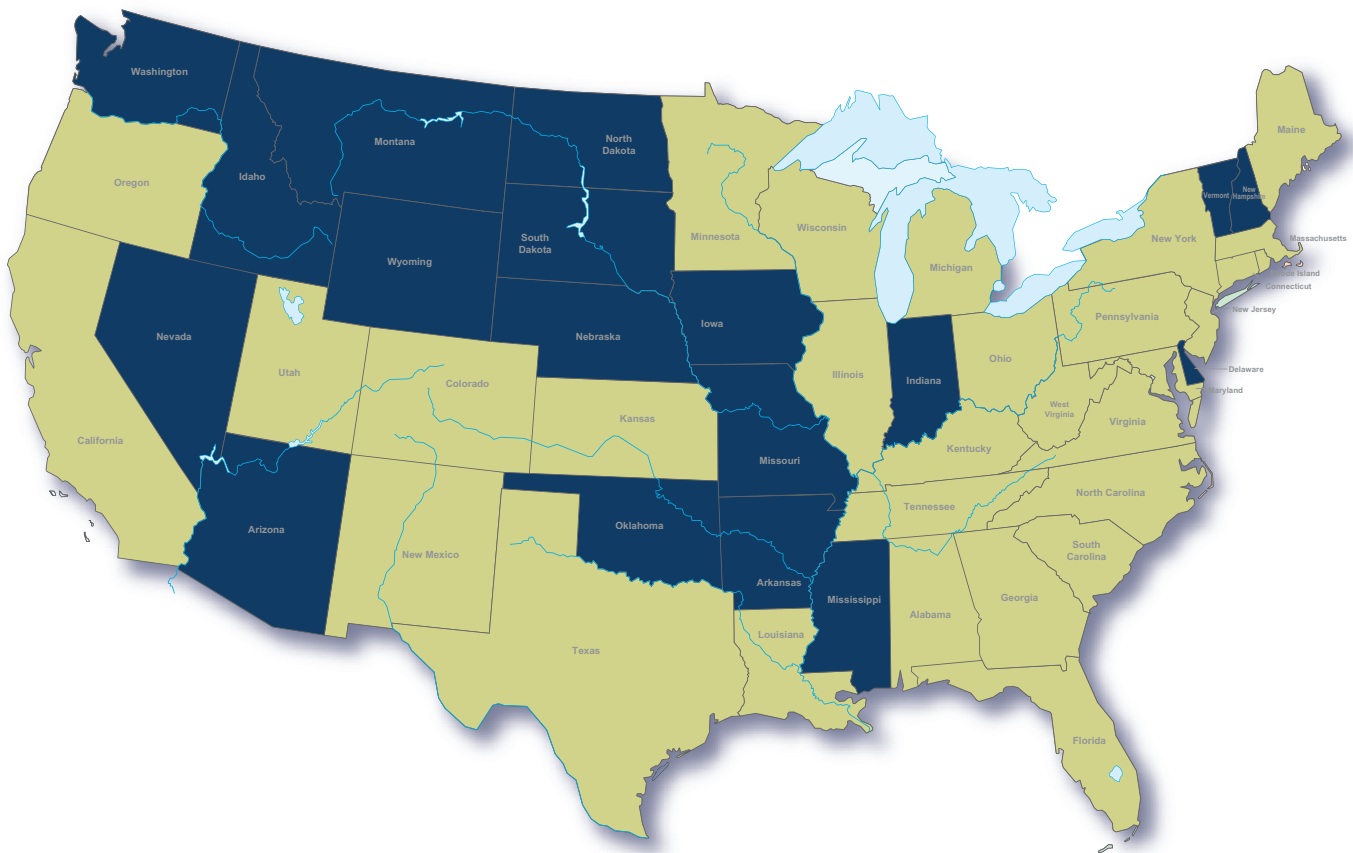 Washington
Montana
North
Dakota
Maine
Idaho
Oregon
Vermont
New
Hampshire
Minnesota
Wisconsin
New York
Massachusetts
South
Dakota
Wyoming
Michigan
Island
Connecticut
New Jersey
Pennsylvania
Iowa
Nevada
Nebraska
Ohio
Utah
Colorado
Illinois
Indiana
Delaware
Maryland
West
Virginia
Virginia
Kansas
California
Kentucky
Missouri
North Carolina
Tennessee
Arizona
Oklahoma
New Mexico
South
Carolina
Arkansas
Mississippi
Georgia
Alabama
Louisiana
Texas
Florida